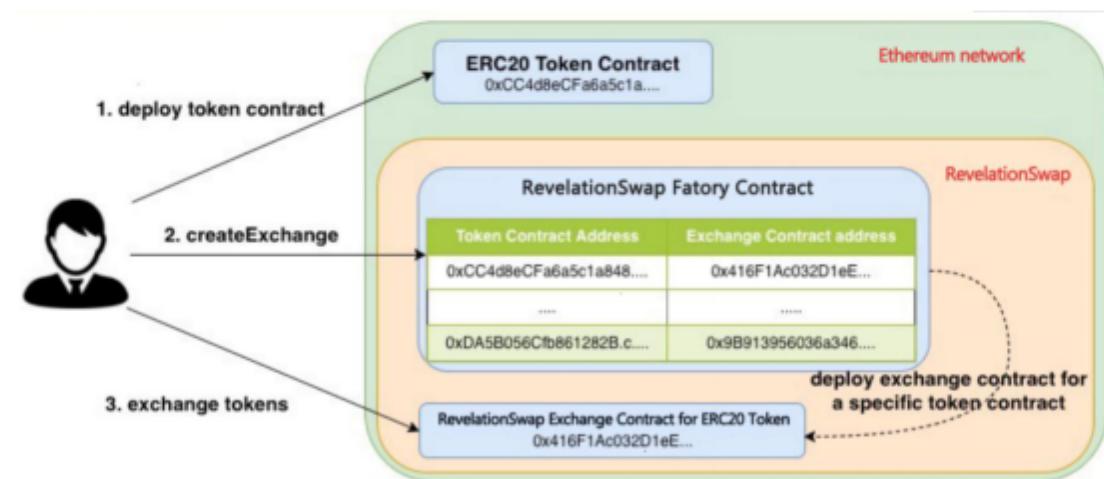 Ethereum network
ERC20 Token Contract
0xCC4d8eCFa6a5c1a....
1. deploy token contract
RevelationSwap
RevelationSwap Fatory Contract
2. createExchange
Token Contract Address Exchange Contract address
0xCC4d8eCFa6a5c1a848.... 0x416F1Ac032D1eE...
.... .....
0xDA5B056Cfb861282B.c.... 0x9B913956036a346....
deploy exchange contract for
a specific token contract
3. exchange tokens
RevelationSwap Exchange Contract for ERC20 Token
0x416F1Ac032D1eE...